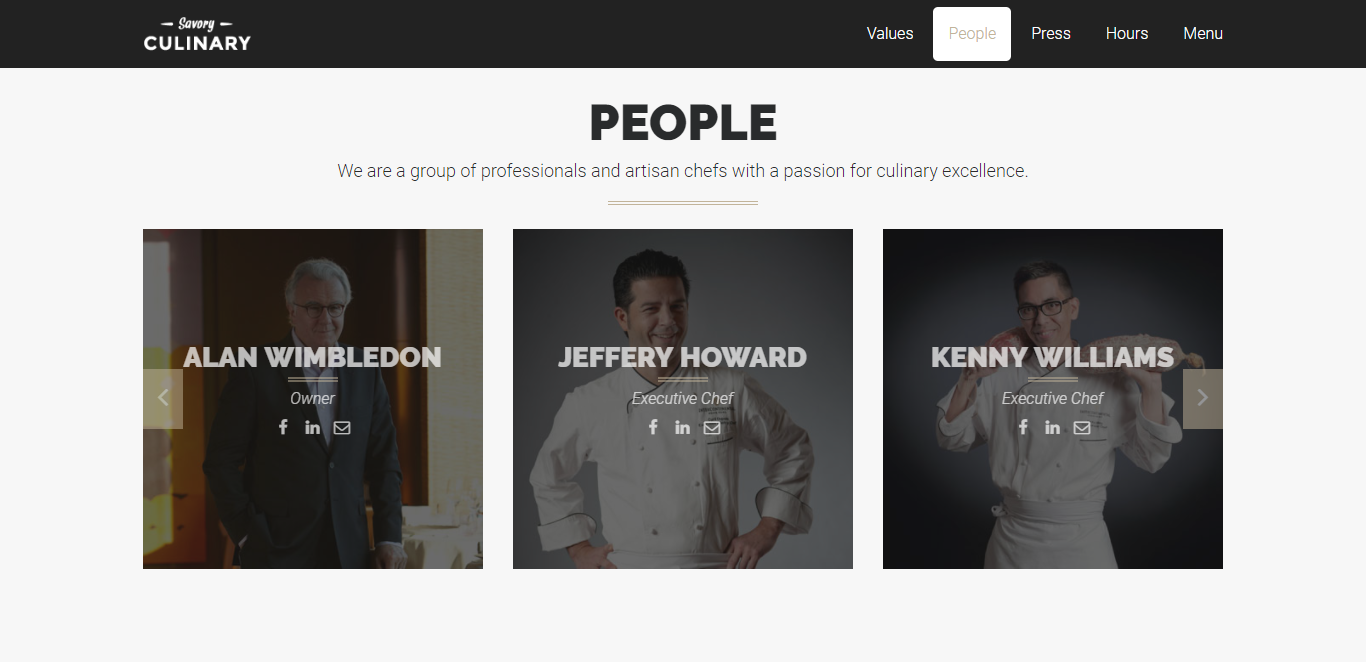 Savory
CULINARY
Values
People
Press
Hours
Menu
PEOPLE
We are a group of professionals and artisan chefs with a passion for culinary excellence.
ALAN WIMBLEDON
Owner
JEFFERY HOWARD
Executive Chef
KENNY WILLIAMS
Executive Chef